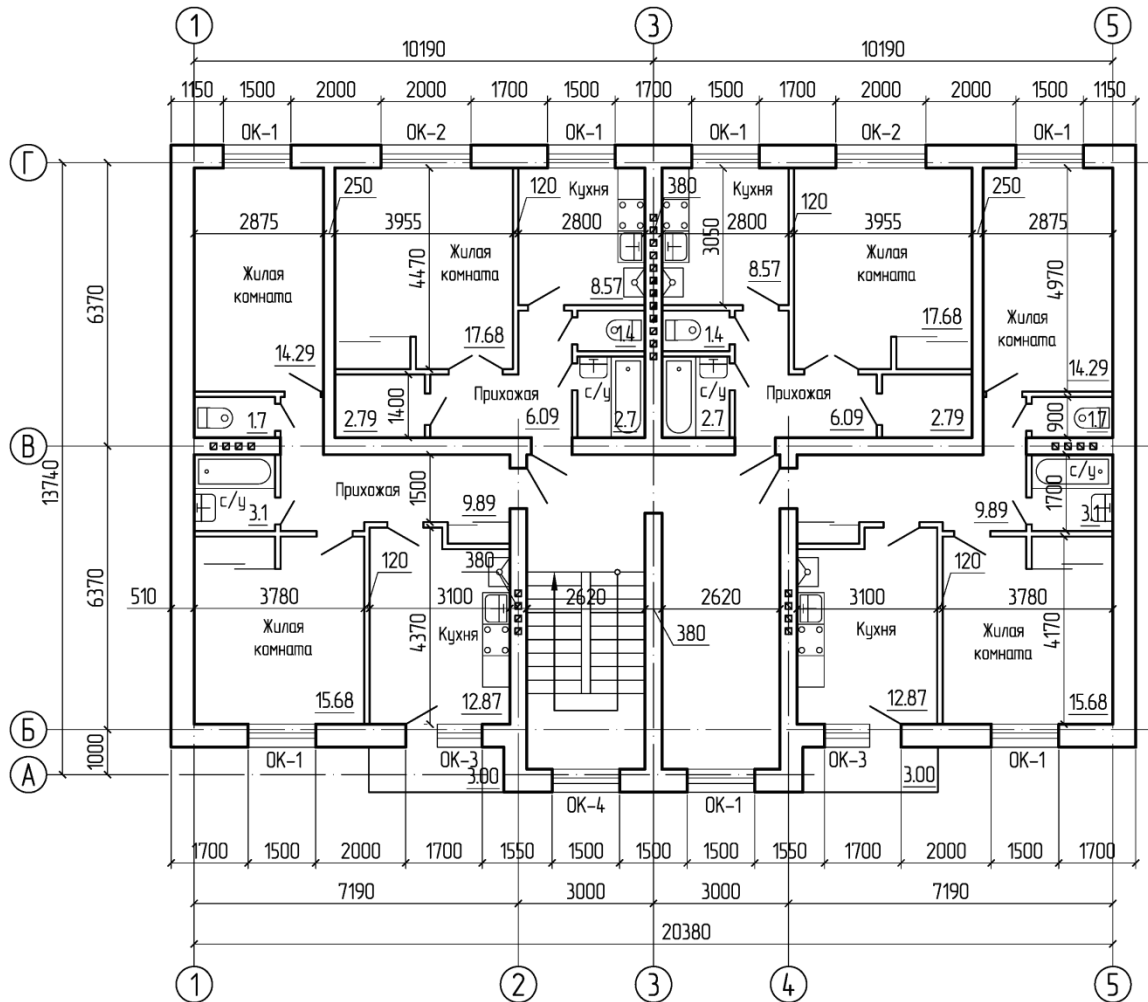 1 3 5
10190 10190
1150 1500 2000 2000 1700 1500 1700 1500 1700 2000 2000 1500 1150
ОК-1 ОК-2 ОК-1 ОК-1 ОК-2 ОК-1
Г
250 120 Кухня 380 Кухня 120 250
2875 3955 2800 3050 2800 3955 2875
Жилая
комната
4470
Жилая
комната
Жилая
комната
4970
6370
8.57 8.57
Жилая
комната
17.68 1.4 1.4 17.68
14.29 14.29
Прихожая с/у с/у Прихожая
1400
2.79 6.09 2.7 2.7 6.09 2.79
1.7 900 1.7
В
13740
Прихожая 1500 с/у 1700
с/у 9.89 9.89
3.1 3.1
120 380 120
510 3780 3100 2620 2620 3100 3780
6370
Жилая
комната
4370
Кухня
380
Кухня
Жилая
комната
4170
15.68 12.87 12.87 15.68
Б
ОК-1 ОК-3 ОК-3 ОК-1
1000
А
3.00 3.00
ОК-4 ОК-1
1700 1500 2000 1700 1550 1500 1500 1500 1550 1700 2000 1500 1700
7190 3000 3000 7190
20380
1 2 3 4 5